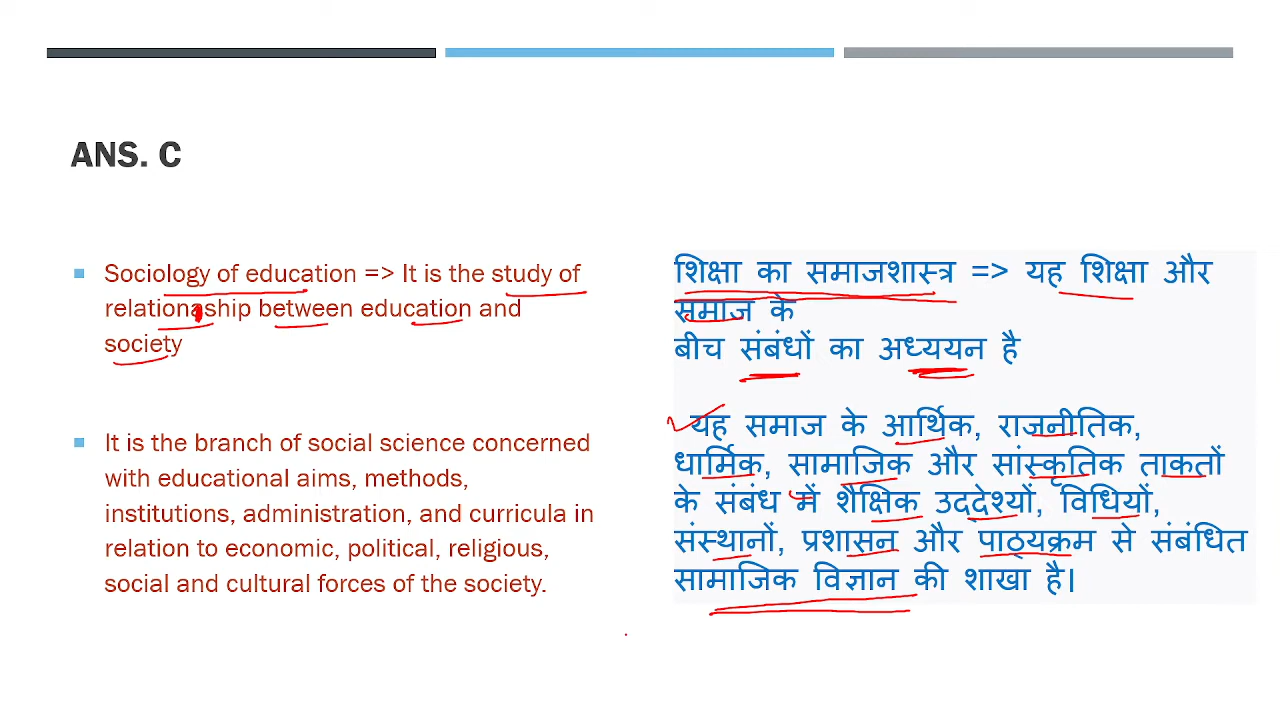 ANS. C
Sociology of education => It is the study of
relationaship between education and
society
It is the branch of social science concerned
with educational aims, methods,
institutions, administration, and curricula in
relation to economic, political, religious,
social and cultural forces of the society.
शिक्षा का समाजशास्त्र => यह शिक्षा और
समाज के
बीच संबंधों का अध्ययन है
यह समाज के आर्थिक, राजनीतिक,
धार्मिक, सामाजिक और सांस्कृतिक ताकतों
के संबंध में शैक्षिक उद्देश्यों, विधियों,
संस्थानों, प्रशासन और पाठ्यक्रम से संबंधित
सामाजिक विज्ञान की शाखा है।